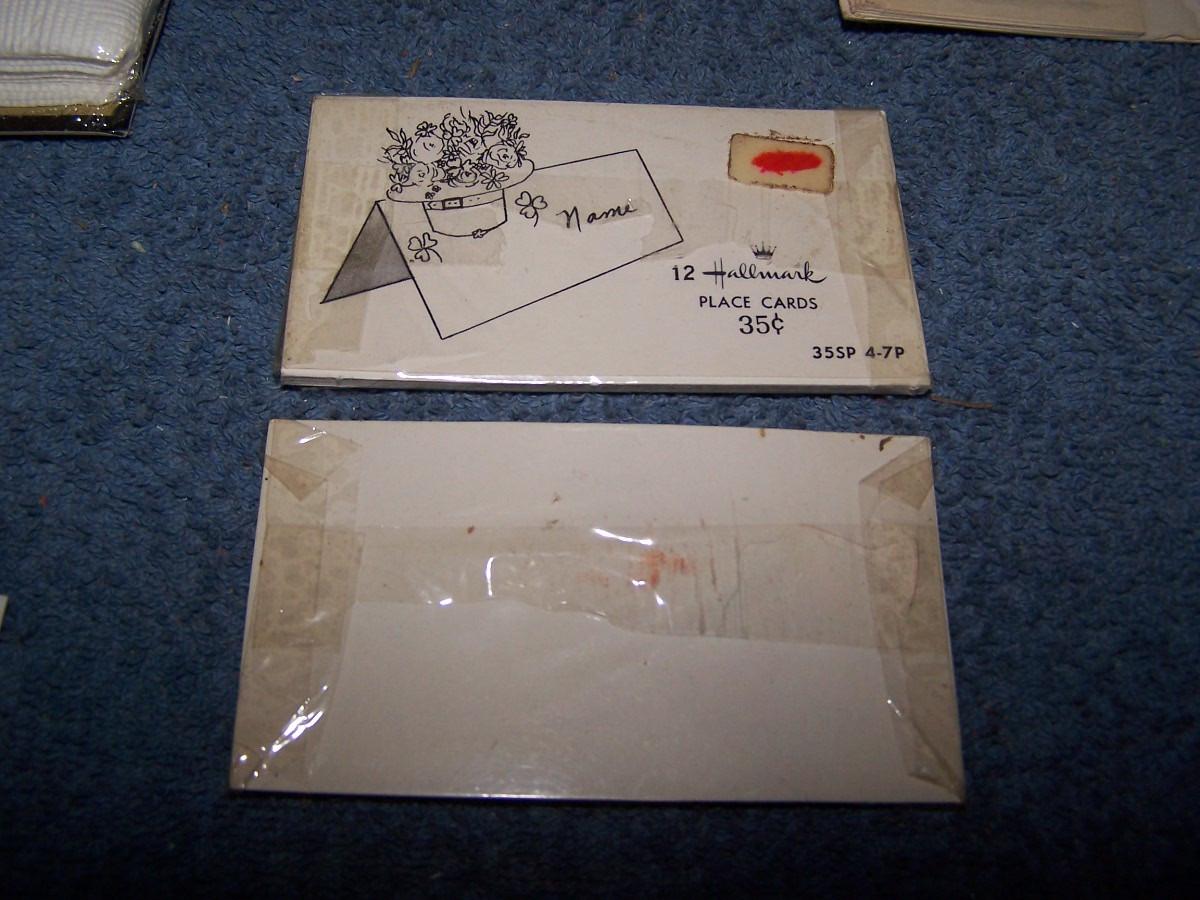 Name
12 Hallmark
PLACE CARDS
35¢
35SP 4-7P